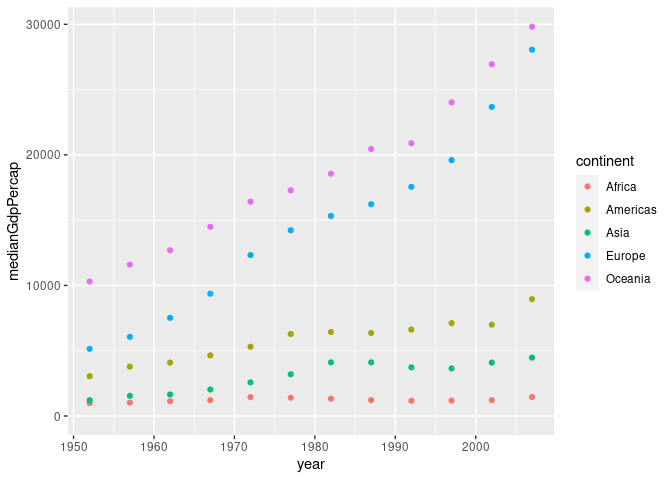 30000
20000
10000
0
medianGdpPercap
1950 1960 1970 1980 1990 2000
year
continent
Africa
Americas
Asia
Europe
Oceania